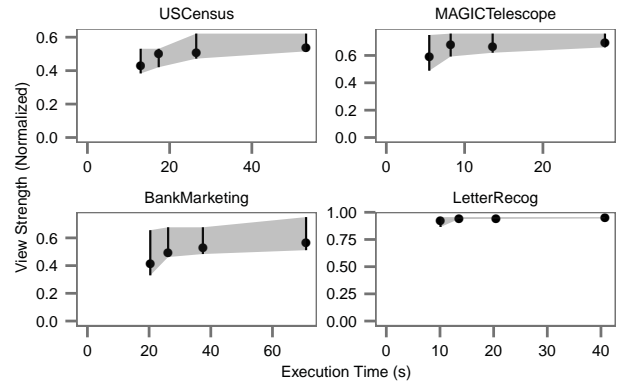 USCensus
MAGICTelescope
0.6
0.4
0.2
0.0
0 20 40
0.6
0.4
0.2
0.0
0 10 20
View Strength (Normalized)
BankMarketing
LetterRecog
0.6
0.4
0.2
0.0
0 20 40 60
1.00
0.75
0.50
0.25
0.00
0 10 20 30 40
Execution Time (s)